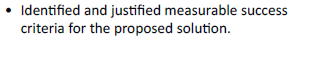 • Identified and justified measurable success
criteria for the proposed solution.